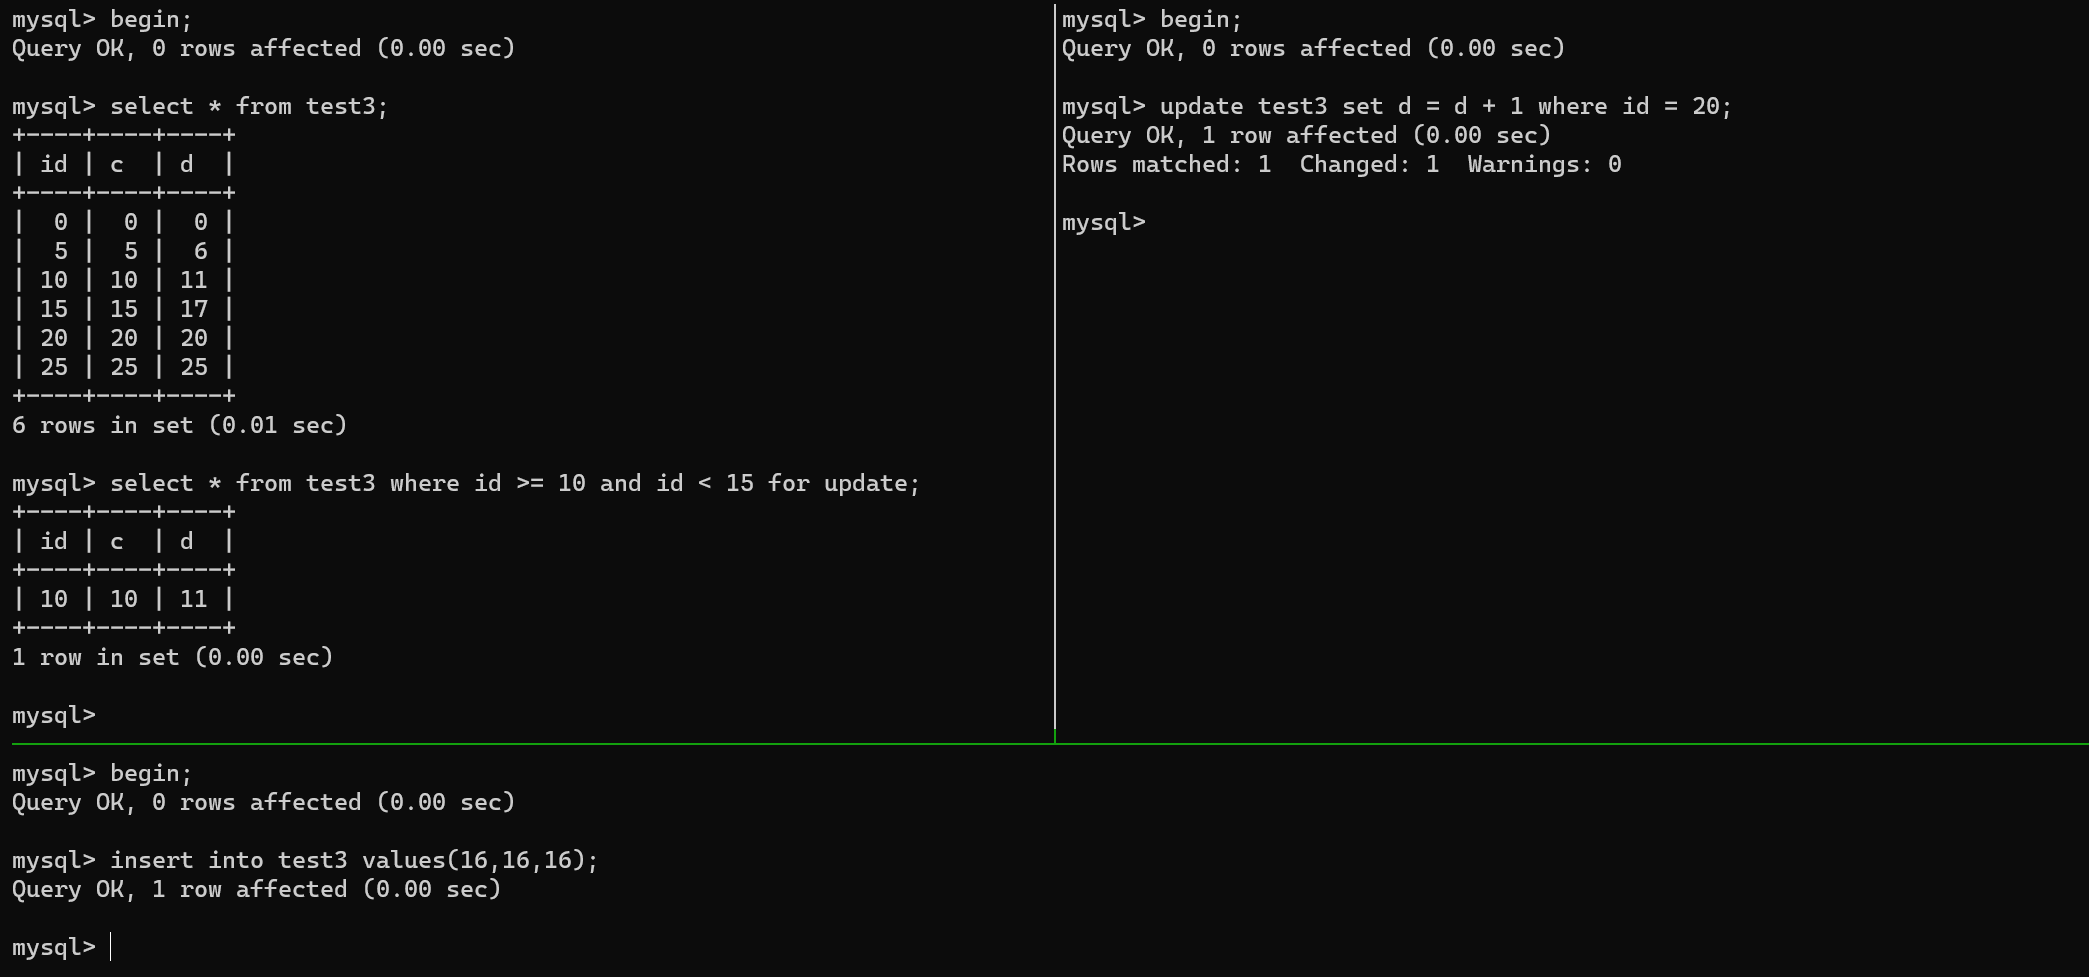 mysql> begin;
Query OK, 0 rows affected (0.00 sec)

mysql> select * from test3;
+----+----+----+
| id | c  | d  |
+----+----+----+
|  0 |  0 |  0 |
|  5 |  5 |  6 |
| 10 | 10 | 11 |
| 15 | 15 | 17 |
| 20 | 20 | 20 |
| 25 | 25 | 25 |
+----+----+----+
6 rows in set (0.01 sec)

mysql> select * from test3 where id >= 10 and id < 15 for update;
+----+----+----+
| id | c  | d  |
+----+----+----+
| 10 | 10 | 11 |
+----+----+----+
1 row in set (0.00 sec)

mysql>
mysql> begin;
Query OK, 0 rows affected (0.00 sec)

mysql> update test3 set d = d + 1 where id = 20;
Query OK, 1 row affected (0.00 sec)
Rows matched: 1  Changed: 1  Warnings: 0

mysql>
mysql> begin;
Query OK, 0 rows affected (0.00 sec)

mysql> insert into test3 values(16,16,16);
Query OK, 1 row affected (0.00 sec)

mysql>